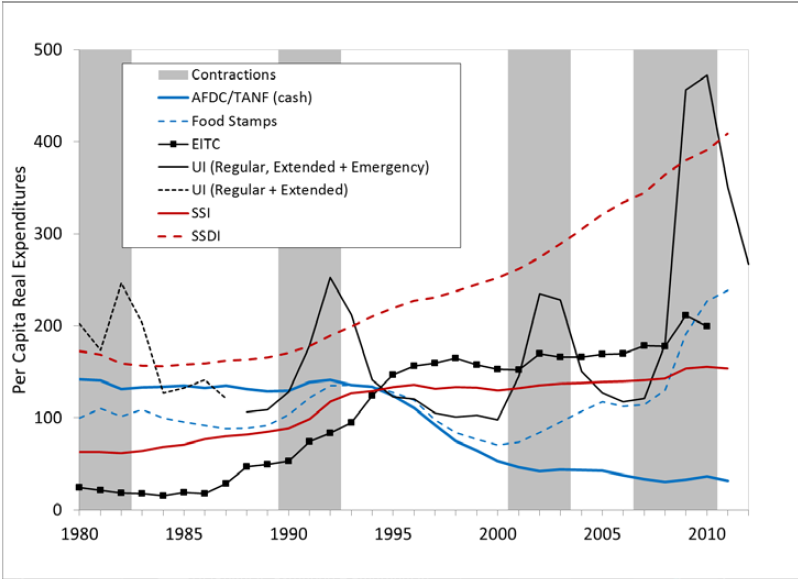 Per Capita Real Expenditures
500
400
300
200
100
0
Contractions
AFDC/TANF (cash)
Food Stamps
EITC
UI (Regular, Extended + Emergency)
UI (Regular + Extended)
SSI
SSDI
1980 1985 1990 1995 2000 2005 2010